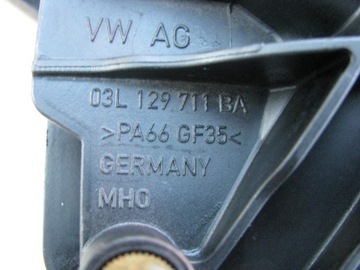 VW AG
03L 129 711 BA
>PA66 GF35<
GERMANY
MHO